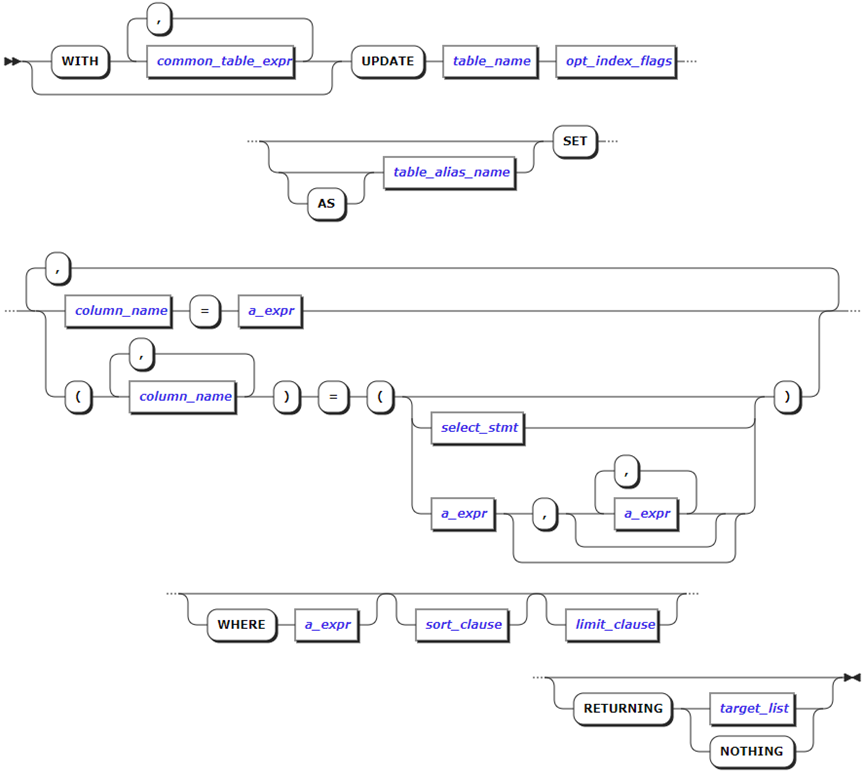 ,
WITH common_table_expr UPDATE table_name opt_index_flags
SET
table_alias_name
AS
,
column_name = a_expr
,
( column_name ) = ( )
select_stmt
,
a_expr , a_expr
WHERE a_expr sort_clause limit_clause
RETURNING target_list
NOTHING